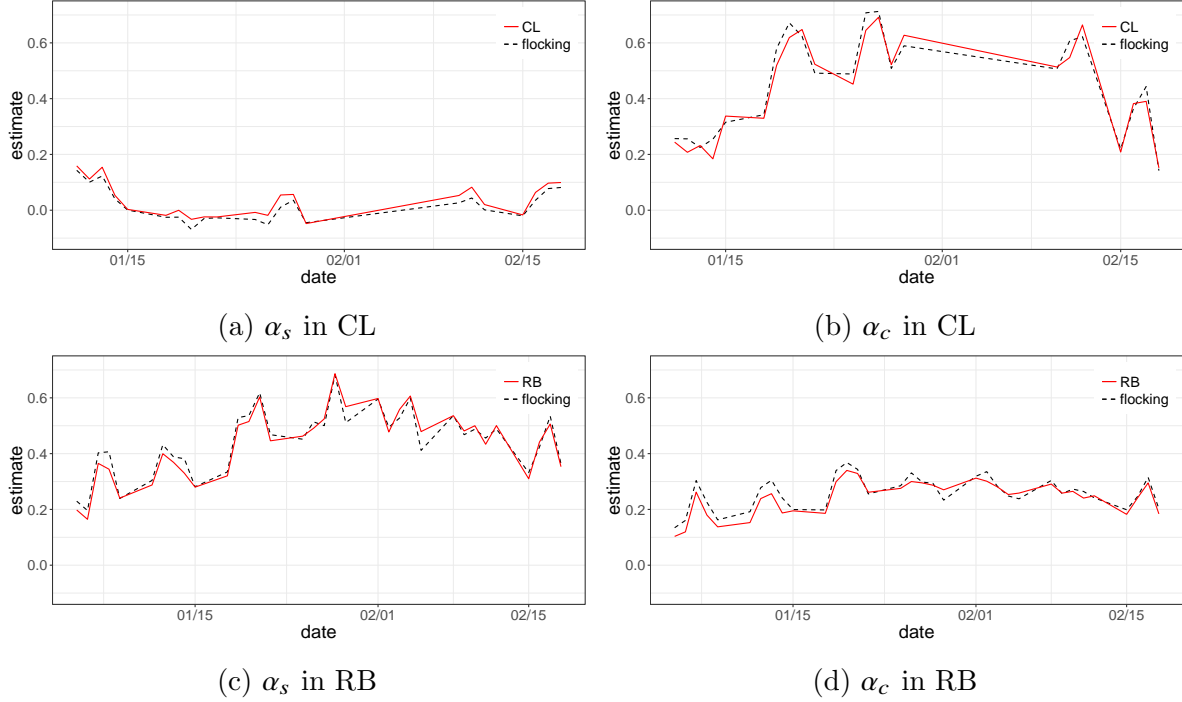 0.6
0.4
0.2
0.0
estimate
CL
flocking
01/15
02/01
02/15
date
(a) αs in CL
0.6
0.4
0.2
0.0
estimate
CL
flocking
01/15
02/01
02/15
date
(b) αc in CL
0.6
0.4
0.2
0.0
estimate
RB
flocking
01/15
02/01
02/15
date
(c) αs in RB
0.6
0.4
0.2
0.0
estimate
RB
flocking
01/15
02/01
02/15
date
(d) αc in RB